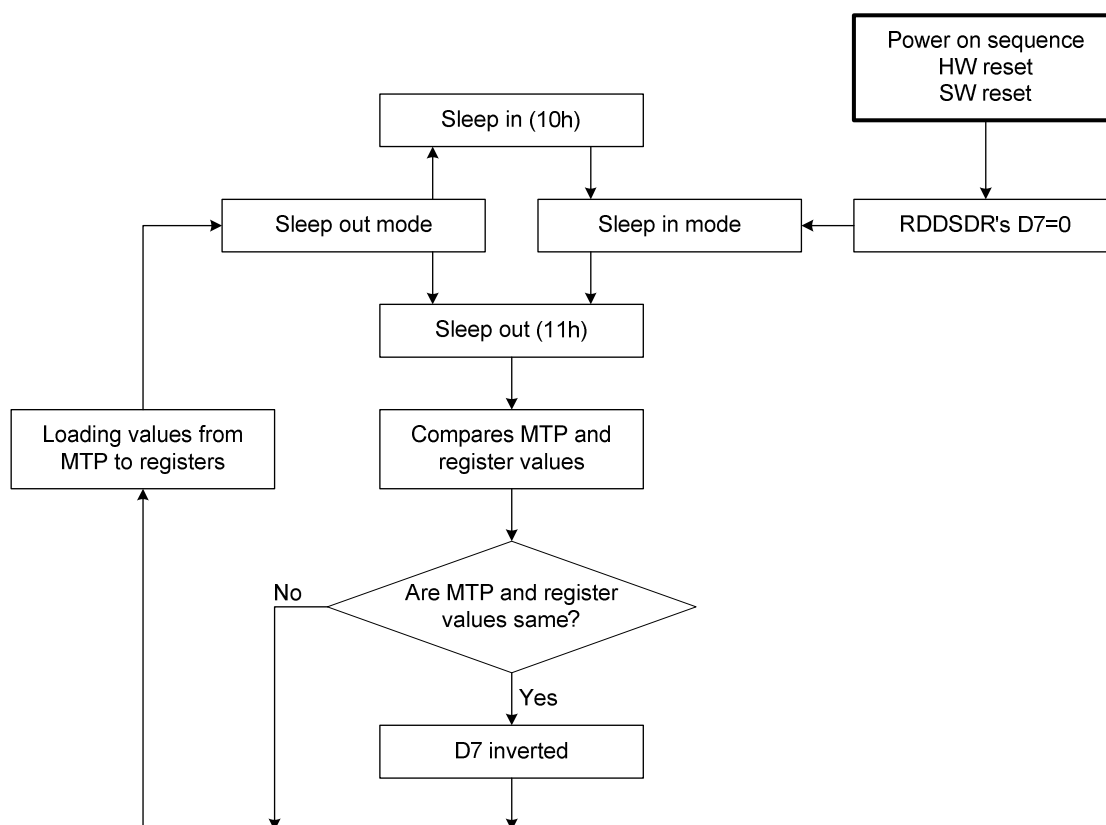 Power on sequence
HW reset
SW reset
Sleep in (10h)
Sleep out mode
Sleep in mode
RDDSDR's D7=0
Sleep out (11h)
Loading values from
MTP to registers
Compares MTP and
register values
No
Are MTP and register
values same?
Yes
D7 inverted